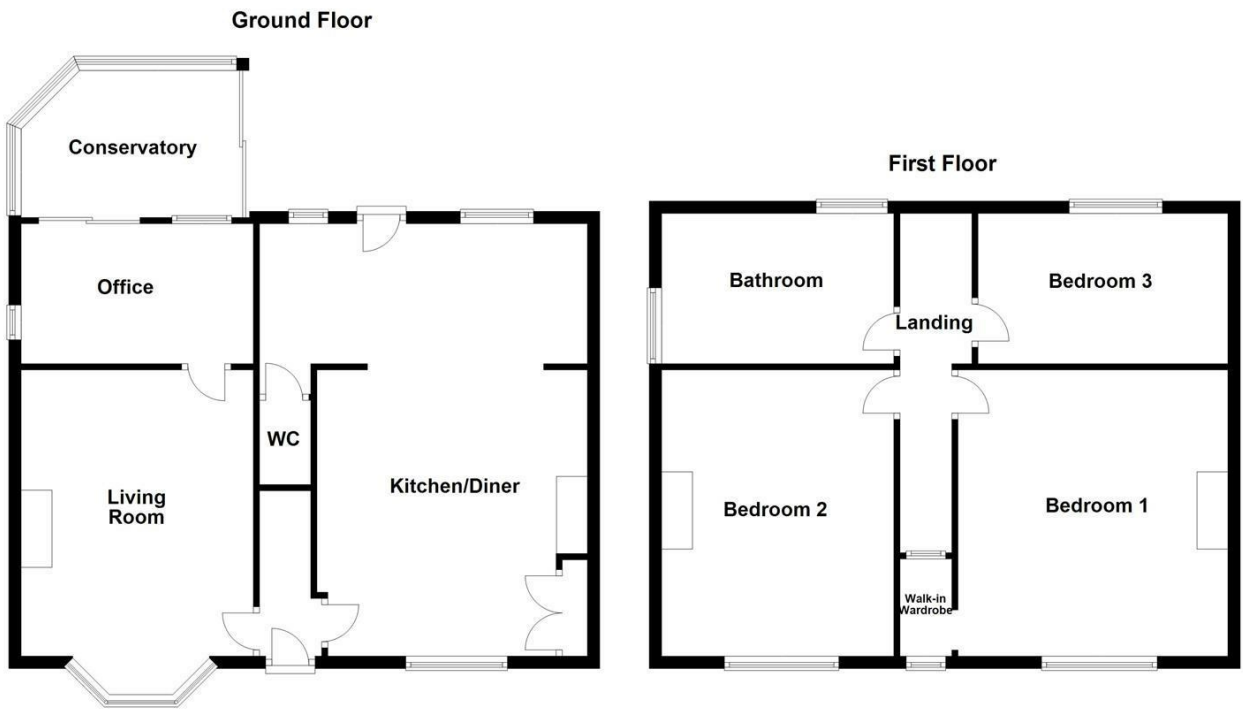 Ground Floor
Conservatory
Office
WC
Living
Room
Kitchen/Diner
First Floor
Bathroom
Bedroom 3
Landing
Bedroom 2
Bedroom 1
Walk-in
Wardrobe